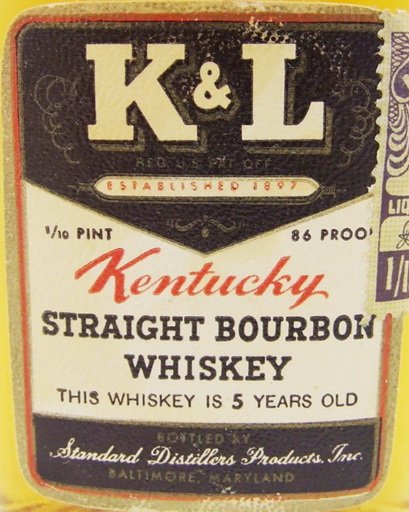 K&L
REG. U.S. PAT. OFF.
ESTABLISHED 1897
1/10 PINT 86 PROOF
Kentucky
STRAIGHT BOURBON
WHISKEY
THIS WHISKEY IS 5 YEARS OLD
BOTTLED BY
Standard Distillers Products, Inc.
BALTIMORE, MARYLAND